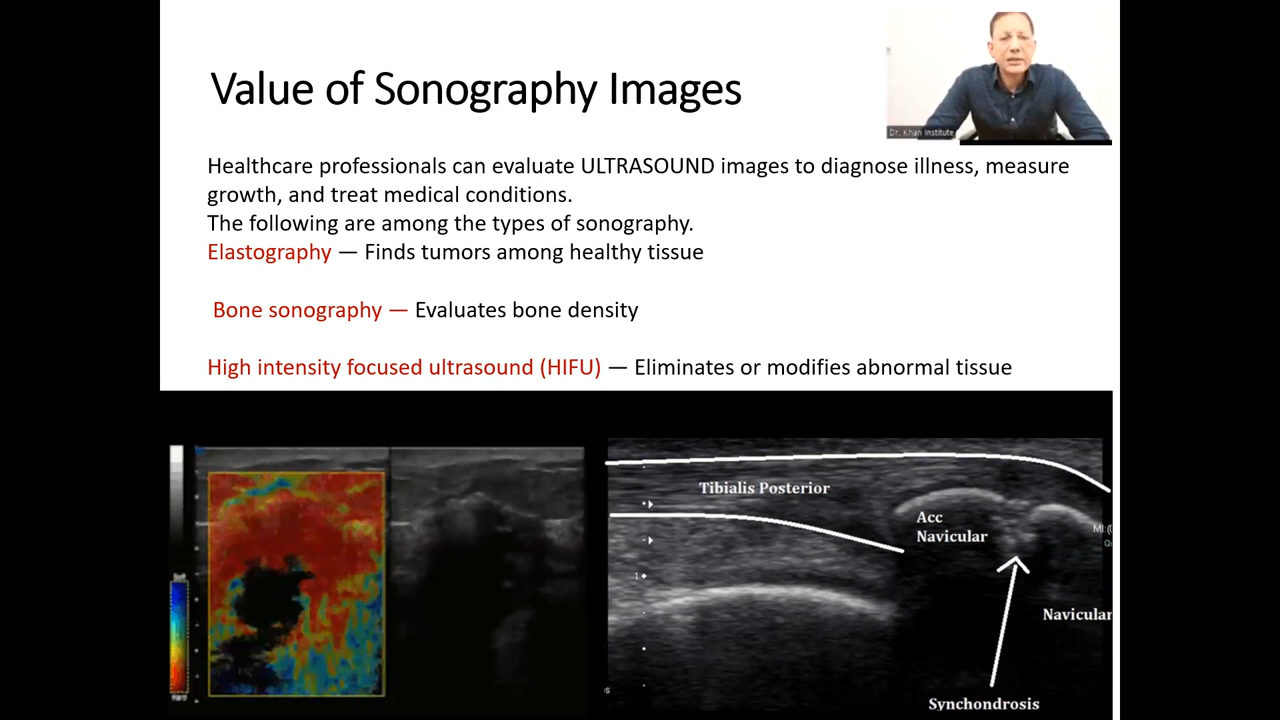 Value of Sonography Images
Dr. Khan Institute
Healthcare professionals can evaluate ULTRASOUND images to diagnose illness, measure
growth, and treat medical conditions.
The following are among the types of sonography.
Elastography — Finds tumors among healthy tissue
Bone sonography — Evaluates bone density
High intensity focused ultrasound (HIFU) — Eliminates or modifies abnormal tissue
Tibialis Posterior
Acc
Navicular
1
Navicular
Synchondrosis